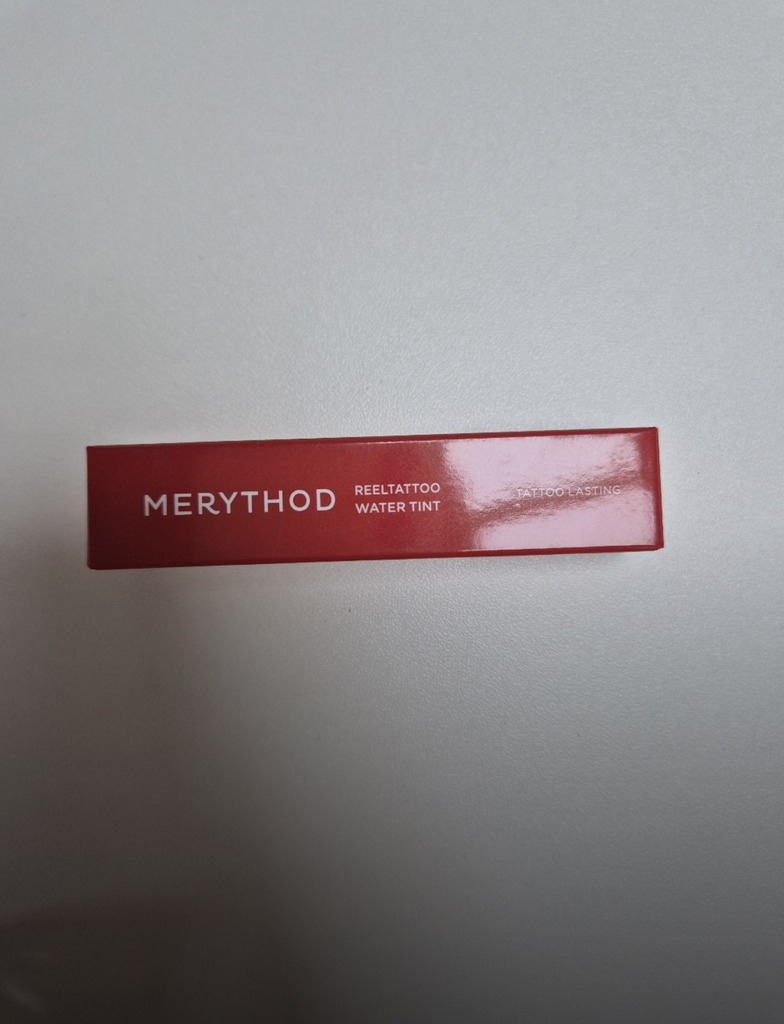 MERYTHOD
REELTATTOO
WATER TINT
TATTOO LASTING